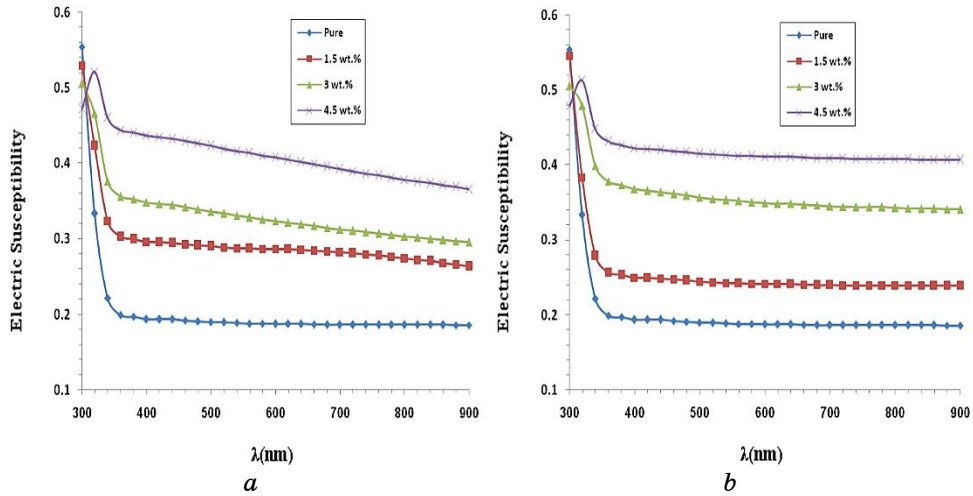 0.6
0.5
0.4
0.3
0.2
0.1
Electric Susceptibility
300 400 500 600 700 800 900
λ(nm)
Pure
1.5 wt.%
3 wt.%
4.5 wt.%
a
0.6
0.5
0.4
0.3
0.2
0.1
Electric Susceptibility
300 400 500 600 700 800 900
λ(nm)
Pure
1.5 wt.%
3 wt.%
4.5 wt.%
b